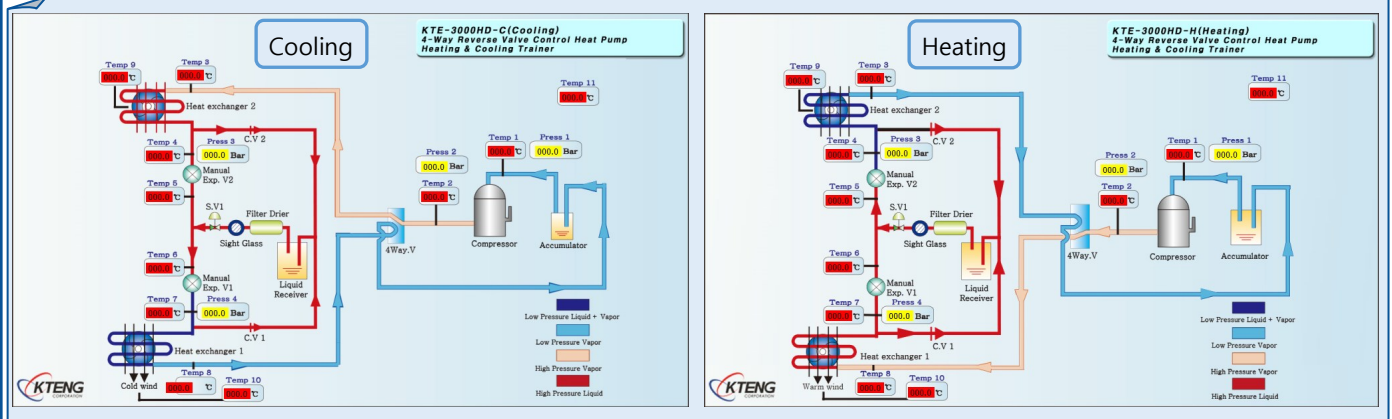 Cooling
KTE-3000HD-C(Cooling)
4-Way Reverse Valve Control Heat Pump
Heating & Cooling Trainer
Temp 9
000.0 ℃
Temp 3
000.0 ℃
Temp 11
000.0 ℃
Heat exchanger 2
C.V 2
Temp 4
000.0 ℃
Press 3
000.0 Bar
Manual
Exp. V2
Temp 5
000.0 ℃
Press 2
000.0 Bar
Temp 1
000.0 ℃
Press 1
000.0 Bar
Temp 2
000.0 ℃
S.V1
Filter Drier
Sight Glass
4Way.V
Compressor
Accumulator
Temp 6
000.0 ℃
Manual
Exp. V1
Liquid
Receiver
Temp 7
000.0 ℃
Press 4
000.0 Bar
C.V 1
Heat exchanger 1
Cold wind
Temp 8
000.0 ℃
Temp 10
000.0 ℃
Low Pressure Liquid + Vapor
Low Pressure Vapor
High Pressure Vapor
High Pressure Liquid
KTENG
CORPORATION
Heating
KTE-3000HD-H(Heating)
4-Way Reverse Valve Control Heat Pump
Heating & Cooling Trainer
Temp 9
000.0 ℃
Temp 3
000.0 ℃
Temp 11
000.0 ℃
Heat exchanger 2
C.V 2
Temp 4
000.0 ℃
Press 3
000.0 Bar
Manual
Exp. V2
Temp 5
000.0 ℃
Press 2
000.0 Bar
Temp 1
000.0 ℃
Press 1
000.0 Bar
Temp 2
000.0 ℃
S.V1
Filter Drier
Sight Glass
4Way.V
Compressor
Accumulator
Temp 6
000.0 ℃
Manual
Exp. V1
Liquid
Receiver
Temp 7
000.0 ℃
Press 4
000.0 Bar
C.V 1
Heat exchanger 1
Warm wind
Temp 8
000.0 ℃
Temp 10
000.0 ℃
Low Pressure Liquid + Vapor
Low Pressure Vapor
High Pressure Vapor
High Pressure Liquid
KTENG
CORPORATION